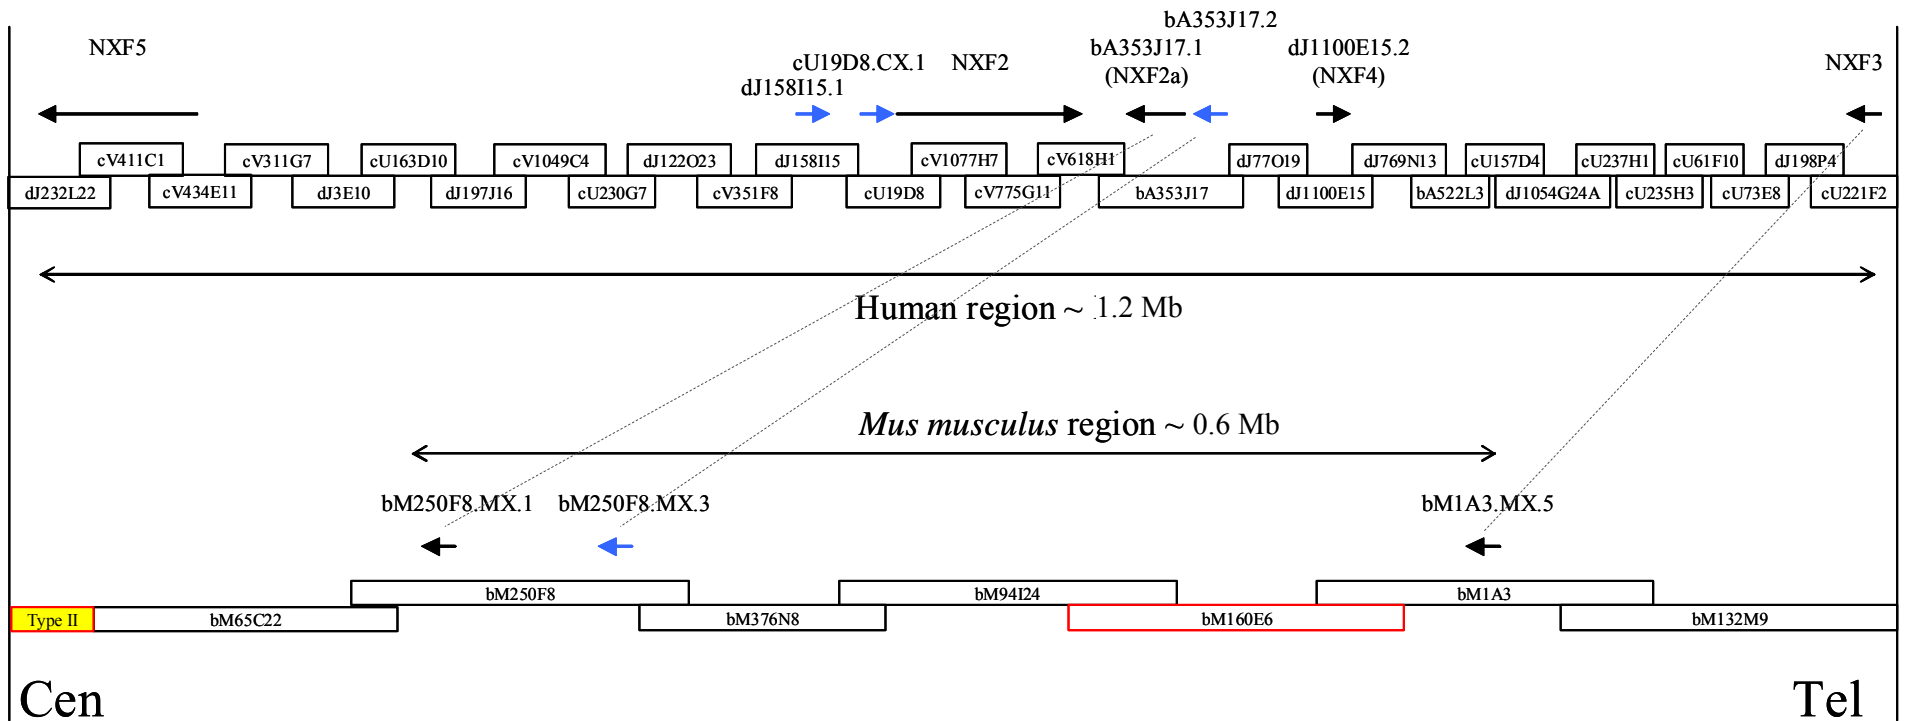 bA353J17.2
NXF5
bA353J17.1
dJ1100E15.2
cU19D8.CX.1
NXF2
NXF3
(NXF2a)
(NXF4)
dJ158I15.1
cV411C1
cV311G7
cU163D10
cV1049C4
dJ122O23
dJ158I15
cV1077H7
cV618H1
dJ77O19
dJ769N13
cU157D4
cU237H1
cU61F10
dJ198P4
dJ232L22
cV434E11
dJ3E10
dJ197J16
cU230G7
cV351F8
cU19D8
cV775G11
bA353J17
dJ1100E15
bA522L3
dJ1054G24A
cU235H3
cU73E8
cU221F2
Human region ~ 1.2 Mb
Mus musculus region ~ 0.6 Mb
bM250F8.MX.1
bM250F8.MX.3
bM1A3.MX.5
bM250F8
bM94I24
bM1A3
Type II
bM65C22
bM376N8
bM160E6
bM132M9
Cen
Tel